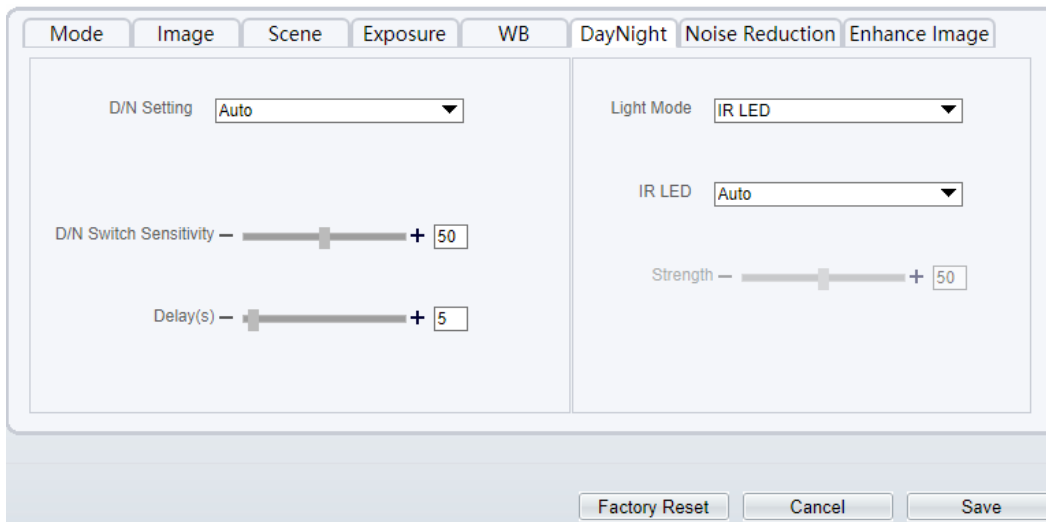 Mode Image Scene Exposure WB DayNight Noise Reduction Enhance Image
D/N Setting Auto
D/N Switch Sensitivity − + 50
Delay(s) − + 5
Light Mode IR LED
IR LED Auto
Strength − + 50
Factory Reset Cancel Save